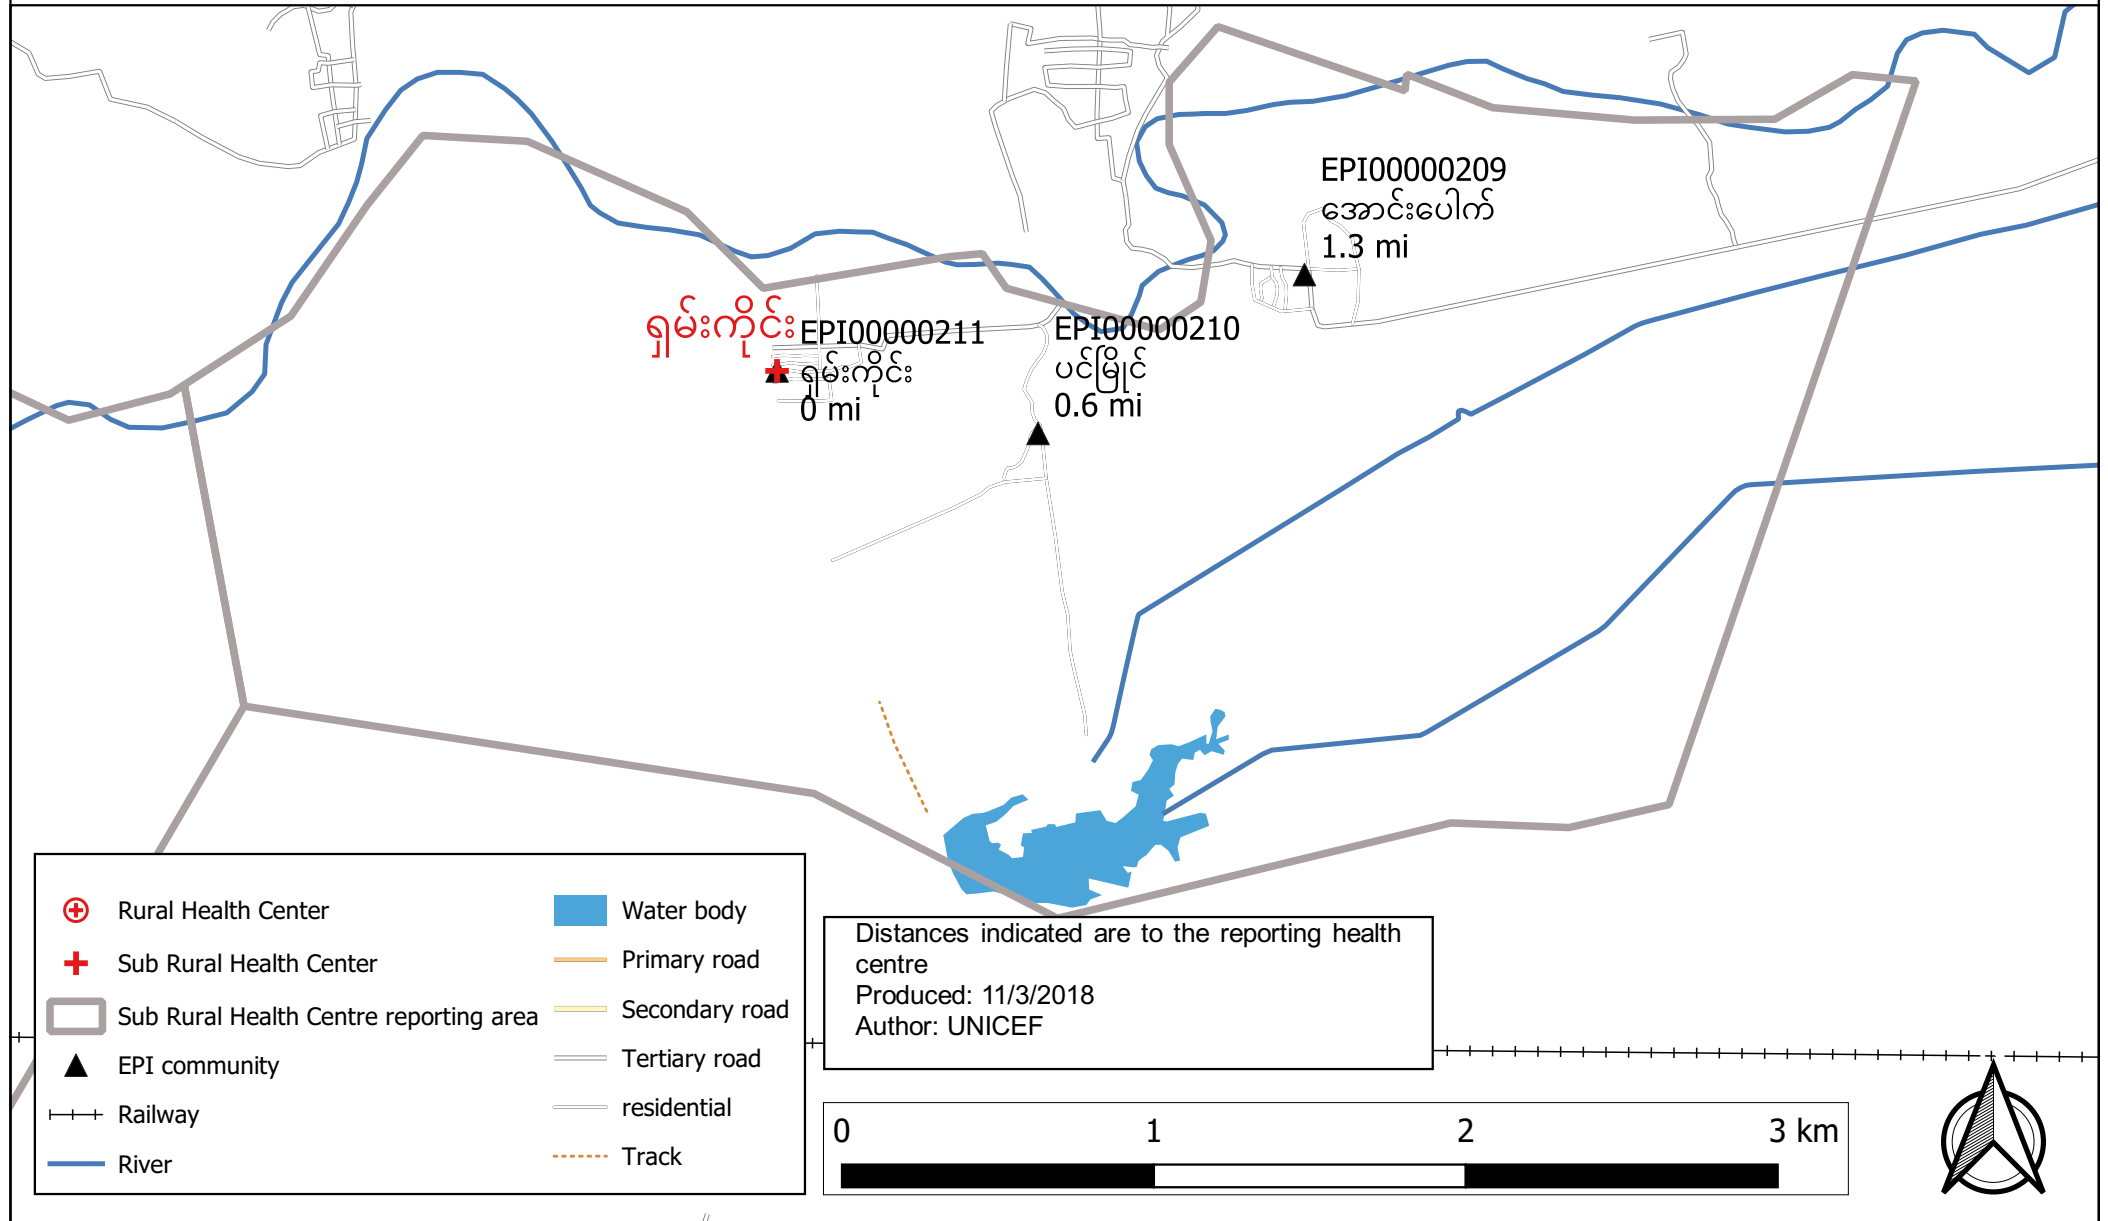 EPI00000209
အောင်းပေါက်
1.3 mi
ရှမ်းကိုင်း
EPI00000211
ရှမ်းကိုင်း
0 mi
EPI00000210
ပင်မြိုင်
0.6 mi
Rural Health Center
Sub Rural Health Center
Sub Rural Health Centre reporting area
EPI community
Railway
River
Water body
Primary road
Secondary road
Tertiary road
residential
Track
Distances indicated are to the reporting health
centre
Produced: 11/3/2018
Author: UNICEF
0 1 2 3 km